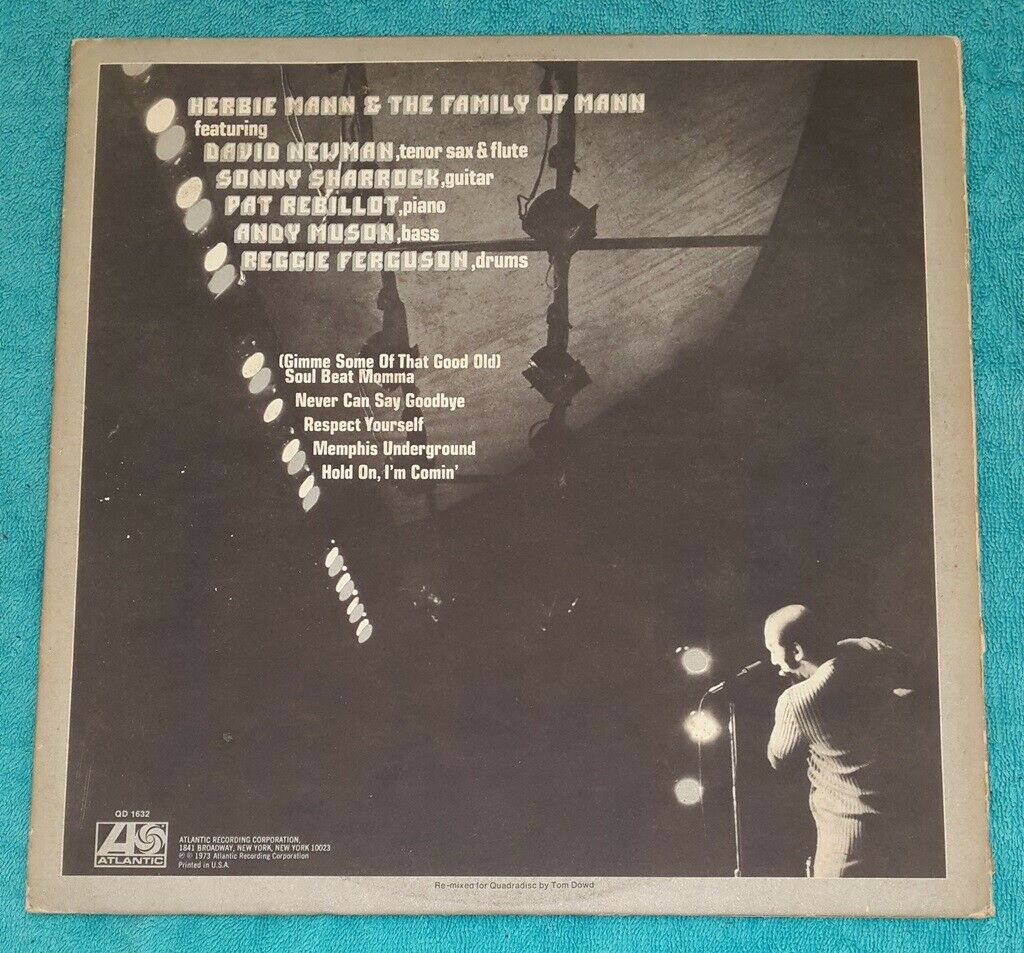 HERBIE MANN & THE FAMILY OF MANN
featuring
DAVID NEWMAN, tenor sax & flute
SONNY SHARROCK, guitar
PAT REBILLOT, piano
ANDY MUSON, bass
REGGIE FERGUSON, drums
(Gimme Some Of That Good Old)
Soul Beat Momma
Never Can Say Goodbye
Respect Yourself
Memphis Underground
Hold On, I'm Comin'
QD 1632
ATLANTIC
ATLANTIC RECORDING CORPORATION,
1841 BROADWAY, NEW YORK, NEW YORK 10023
℗ © 1973 Atlantic Recording Corporation
Printed in U.S.A.
Re-mixed for Quadradisc by Tom Dowd